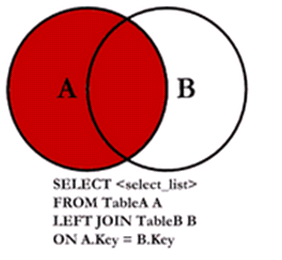 A B
SELECT <select_list>
FROM TableA A
LEFT JOIN TableB B
ON A.Key = B.Key